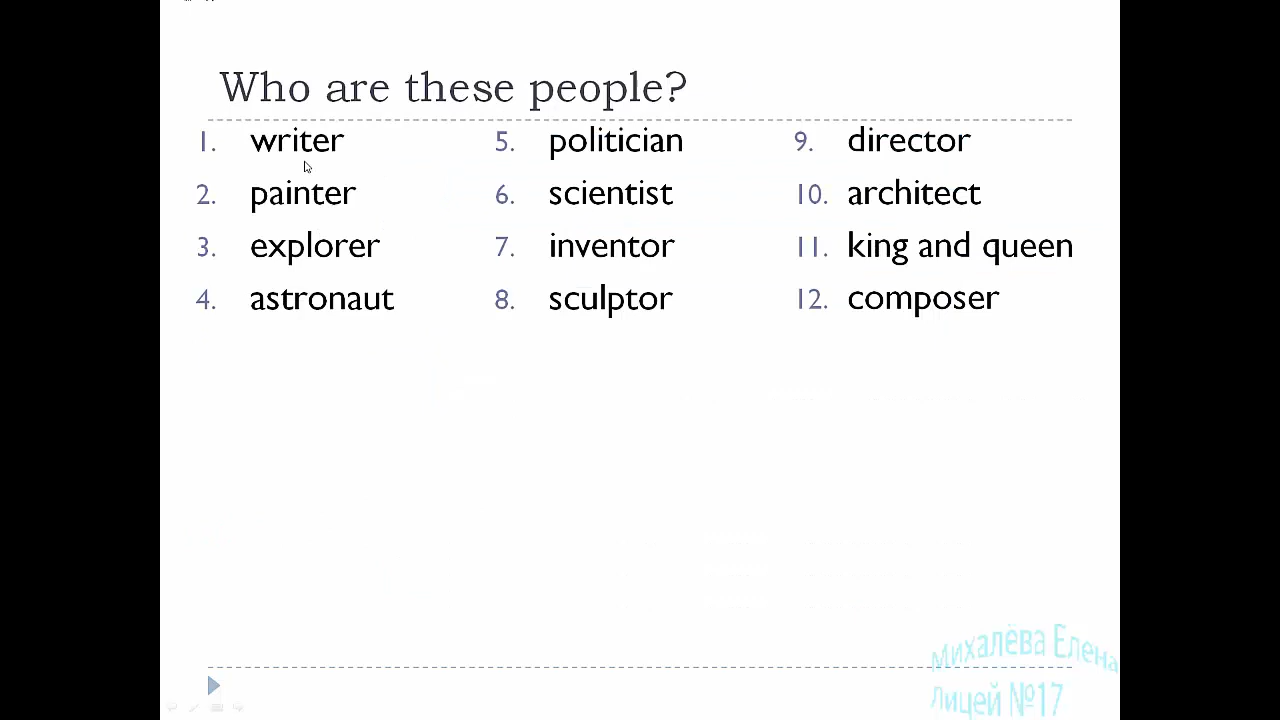 Who are these people?
1. writer
2. painter
3. explorer
4. astronaut
5. politician
6. scientist
7. inventor
8. sculptor
9. director
10. architect
11. king and queen
12. composer
Михалёва Елена
Лицей №17